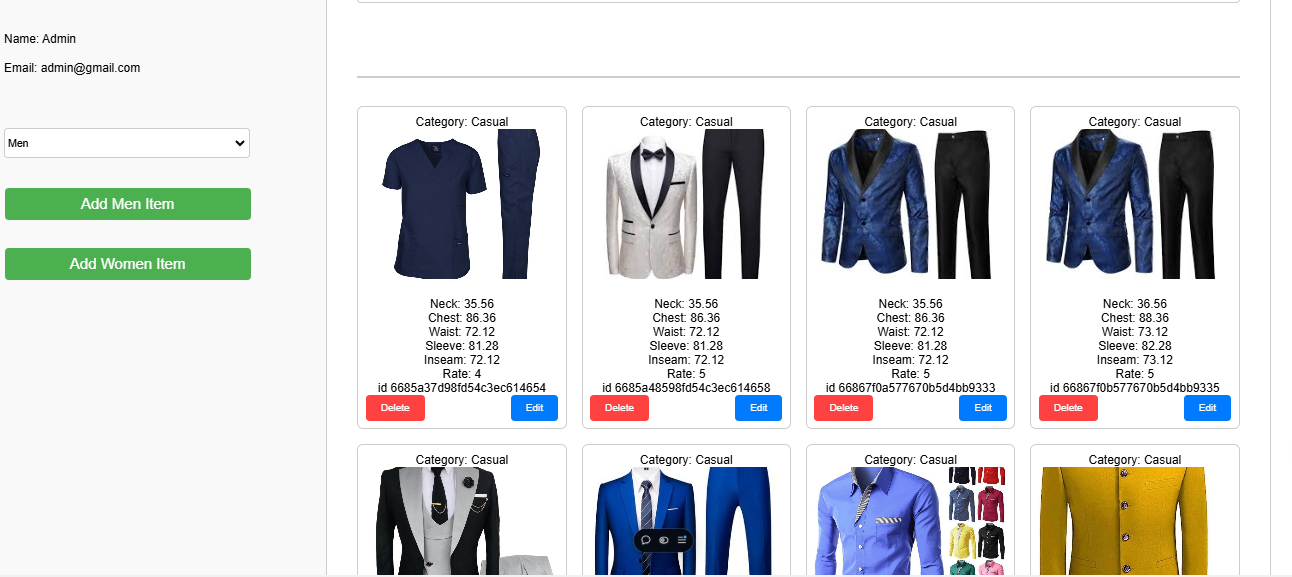 Name: Admin
Email: admin@gmail.com
Men
Add Men Item
Add Women Item
Category: Casual
Neck: 35.56
Chest: 86.36
Waist: 72.12
Sleeve: 81.28
Inseam: 72.12
Rate: 4
id 6685a37d98fd54c3ec614654
Delete
Edit
Category: Casual
Neck: 35.56
Chest: 86.36
Waist: 72.12
Sleeve: 81.28
Inseam: 72.12
Rate: 5
id 6685a48598fd54c3ec614658
Delete
Edit
Category: Casual
Neck: 35.56
Chest: 86.36
Waist: 72.12
Sleeve: 81.28
Inseam: 72.12
Rate: 5
id 66867f0a577670b5d4bb9333
Delete
Edit
Category: Casual
Neck: 36.56
Chest: 88.36
Waist: 73.12
Sleeve: 82.28
Inseam: 73.12
Rate: 5
id 66867f0b577670b5d4bb9335
Delete
Edit
Category: Casual
Category: Casual
Category: Casual
Category: Casual